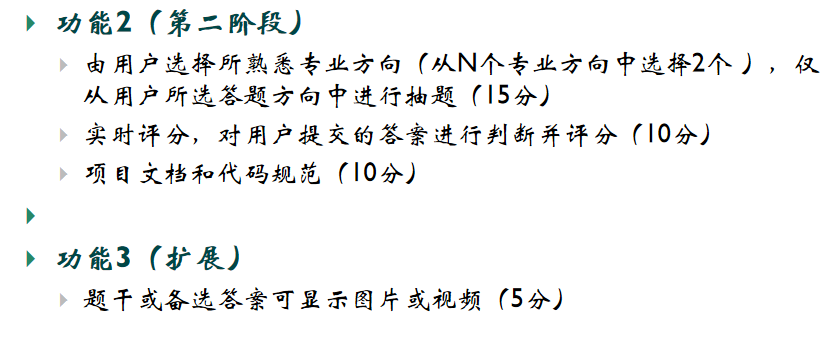 功能2（第二阶段）
由用户选择所熟悉专业方向（从N个专业方向中选择2个 ），仅
从用户所选答题方向中进行抽题（15分）
实时评分，对用户提交的答案进行判断并评分（10分）
项目文档和代码规范（10分）
功能3（扩展）
题干或备选答案可显示图片或视频（5分）